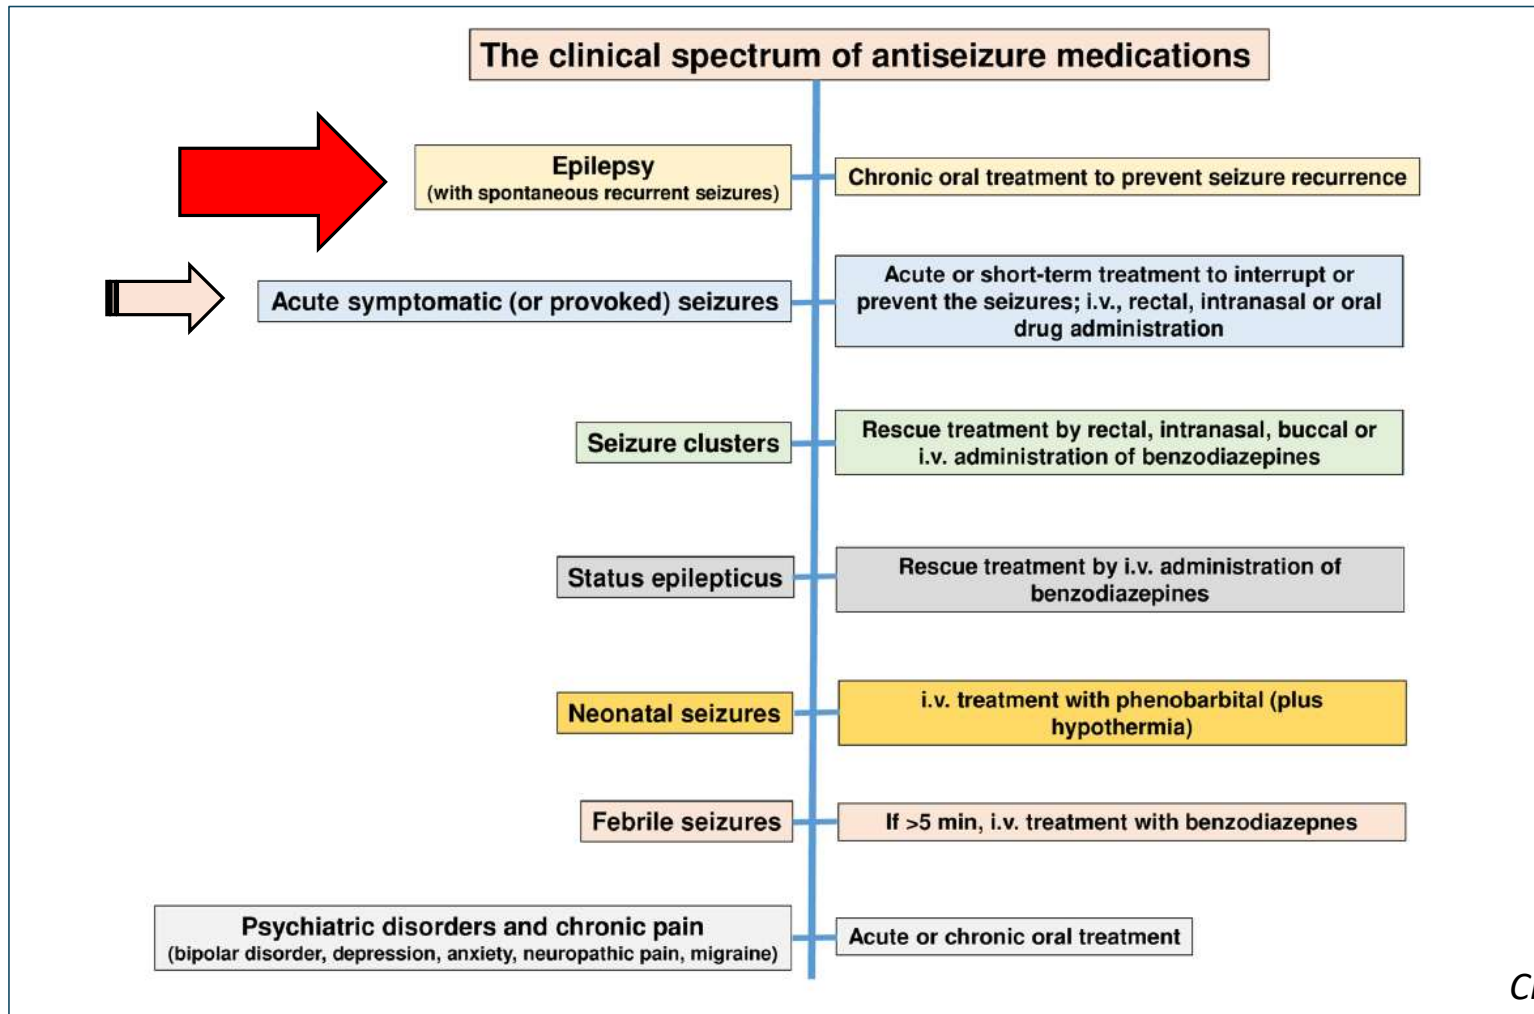 The clinical spectrum of antiseizure medications
Epilepsy
(with spontaneous recurrent seizures)
Chronic oral treatment to prevent seizure recurrence
Acute symptomatic (or provoked) seizures
Acute or short-term treatment to interrupt or
prevent the seizures; i.v., rectal, intranasal or oral
drug administration
Seizure clusters
Rescue treatment by rectal, intranasal, buccal or
i.v. administration of benzodiazepines
Status epilepticus
Rescue treatment by i.v. administration of
benzodiazepines
Neonatal seizures
i.v. treatment with phenobarbital (plus
hypothermia)
Febrile seizures
If >5 min, i.v. treatment with benzodiazepnes
Psychiatric disorders and chronic pain
(bipolar disorder, depression, anxiety, neuropathic pain, migraine)
Acute or chronic oral treatment